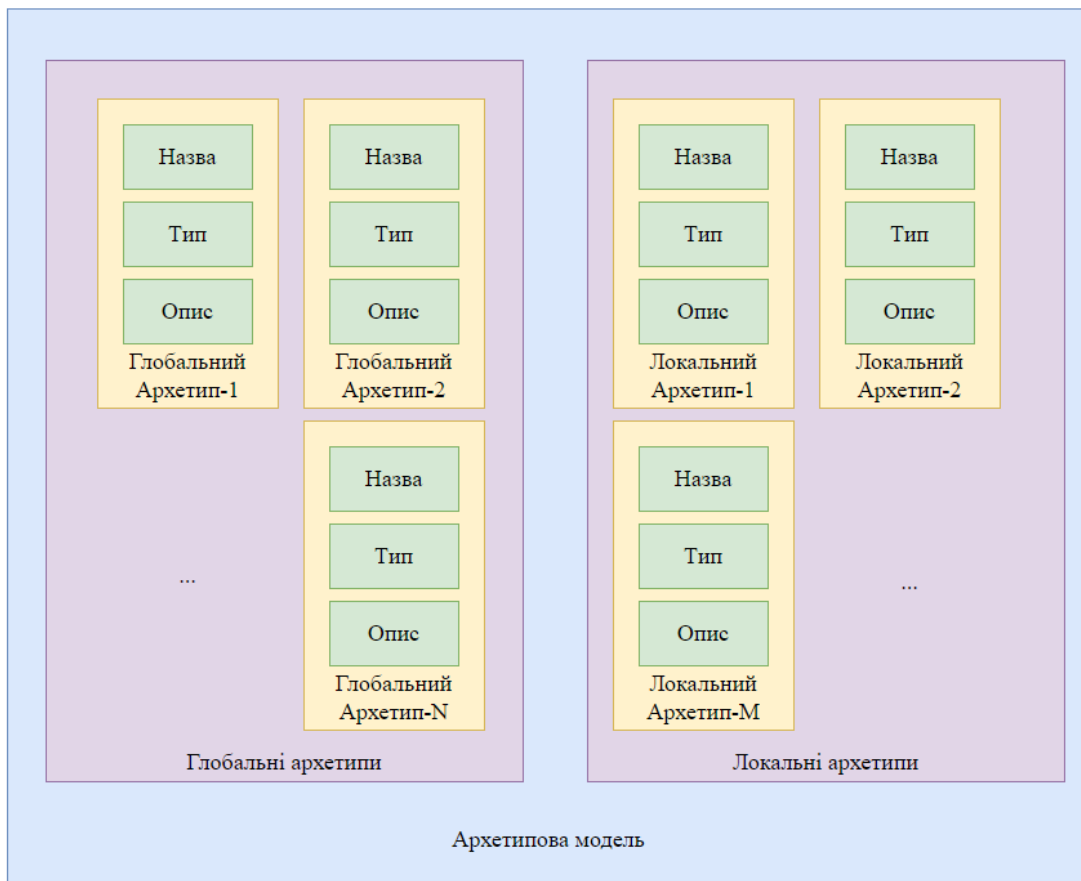 Назва
Тип
Опис
Глобальний
Архетип-1
Назва
Тип
Опис
Глобальний
Архетип-2
...
Назва
Тип
Опис
Глобальний
Архетип-N
Глобальні архетипи
Назва
Тип
Опис
Локальний
Архетип-1
Назва
Тип
Опис
Локальний
Архетип-2
Назва
Тип
Опис
Локальний
Архетип-M
...
Локальні архетипи
Архетипова модель